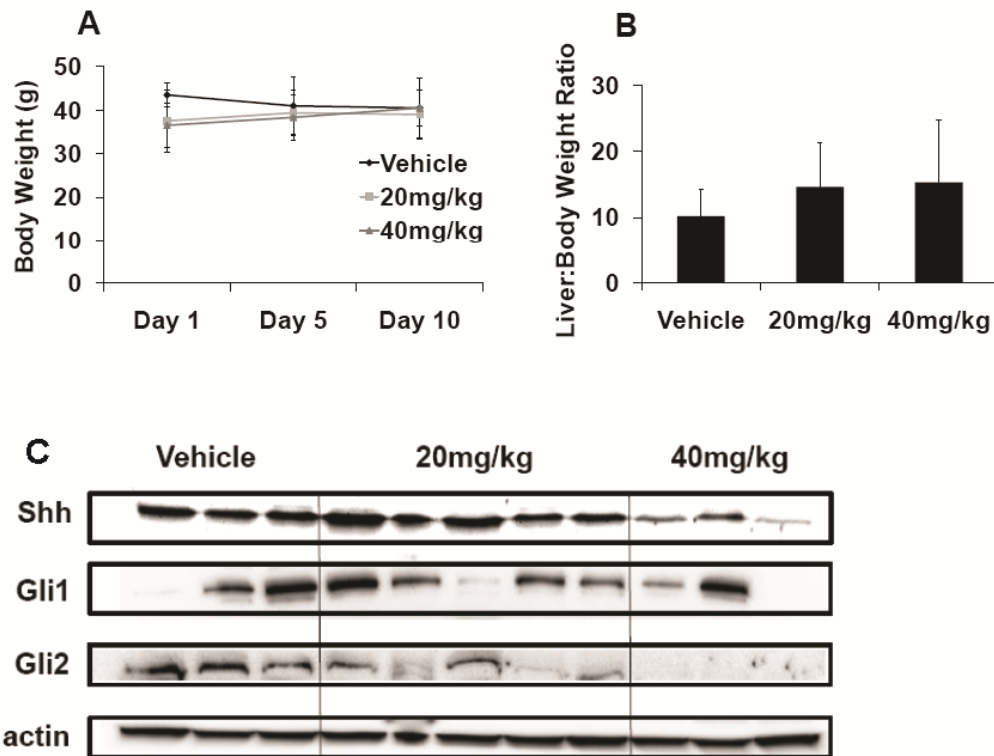 A
Body Weight (g)
50
40
30
20
10
0
Vehicle
20mg/kg
40mg/kg
Day 1 Day 5 Day 10
B
Liver:Body Weight Ratio
30
20
10
0
Vehicle 20mg/kg 40mg/kg
C
Vehicle 20mg/kg 40mg/kg
Shh
Gli1
Gli2
actin